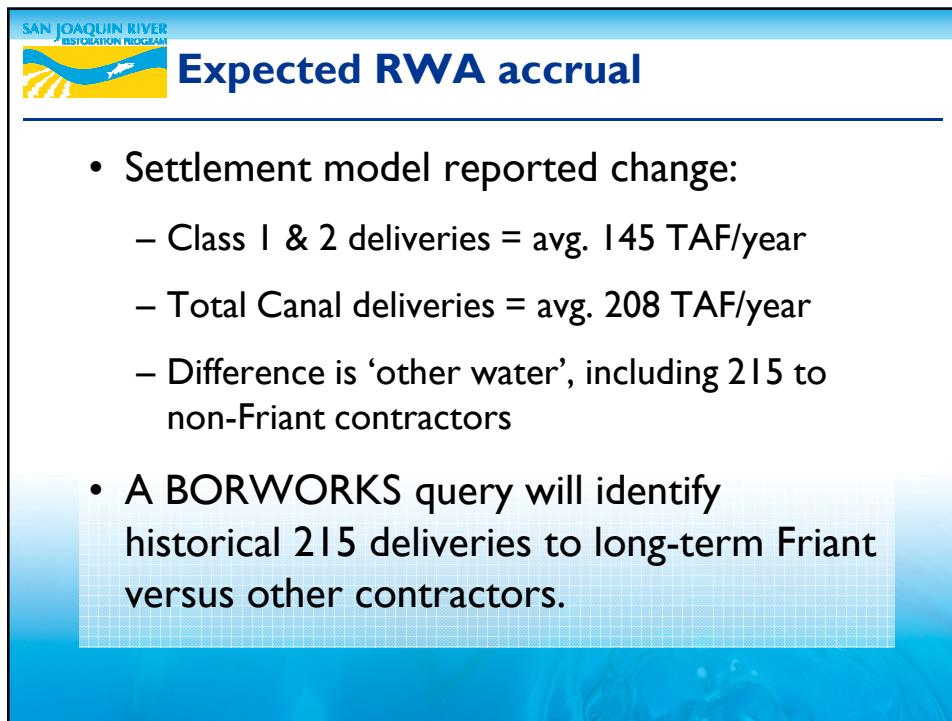 SAN JOAQUIN RIVER
RESTORATION PROGRAM
Expected RWA accrual
• Settlement model reported change:
– Class 1 & 2 deliveries = avg. 145 TAF/year
– Total Canal deliveries = avg. 208 TAF/year
– Difference is ‘other water’, including 215 to
non-Friant contractors
• A BORWORKS query will identify
historical 215 deliveries to long-term Friant
versus other contractors.